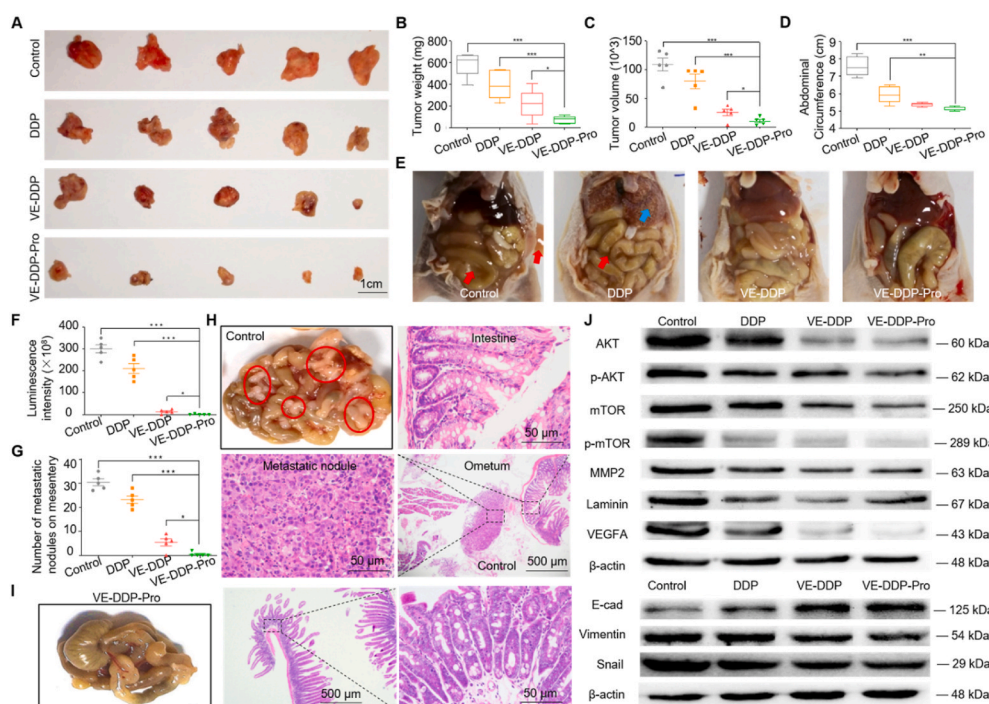 A
Control
DDP
VE-DDP
VE-DDP-Pro
1cm
B
Tumor weight (mg)
800
600
400
200
0
***
***
*
Control
DDP
VE-DDP
VE-DDP-Pro
C
Tumor volume (10^3)
150
100
50
0
***
***
*
Control
DDP
VE-DDP
VE-DDP-Pro
D
Abdominal
Circumference (cm)
9
8
7
6
5
4
***
**
Control
DDP
VE-DDP
VE-DDP-Pro
E
Control
DDP
VE-DDP
VE-DDP-Pro
F
Luminescence
intensity (×10⁸)
400
300
200
100
0
***
***
*
Control
DDP
VE-DDP
VE-DDP-Pro
G
Number of metastatic
nodules on mesentery
40
30
20
10
0
***
***
*
Control
DDP
VE-DDP
VE-DDP-Pro
H
Control
Intestine
50 µm
Metastatic nodule
50 µm
Ometum
500 µm
Control
I
VE-DDP-Pro
500 µm
50 µm
J
Control DDP VE-DDP VE-DDP-Pro
AKT — 60 kDa
p-AKT — 62 kDa
mTOR — 250 kDa
p-mTOR — 289 kDa
MMP2 — 63 kDa
Laminin — 67 kDa
VEGFA — 43 kDa
β-actin — 48 kDa
Control DDP VE-DDP VE-DDP-Pro
E-cad — 125 kDa
Vimentin — 54 kDa
Snail — 29 kDa
β-actin — 48 kDa